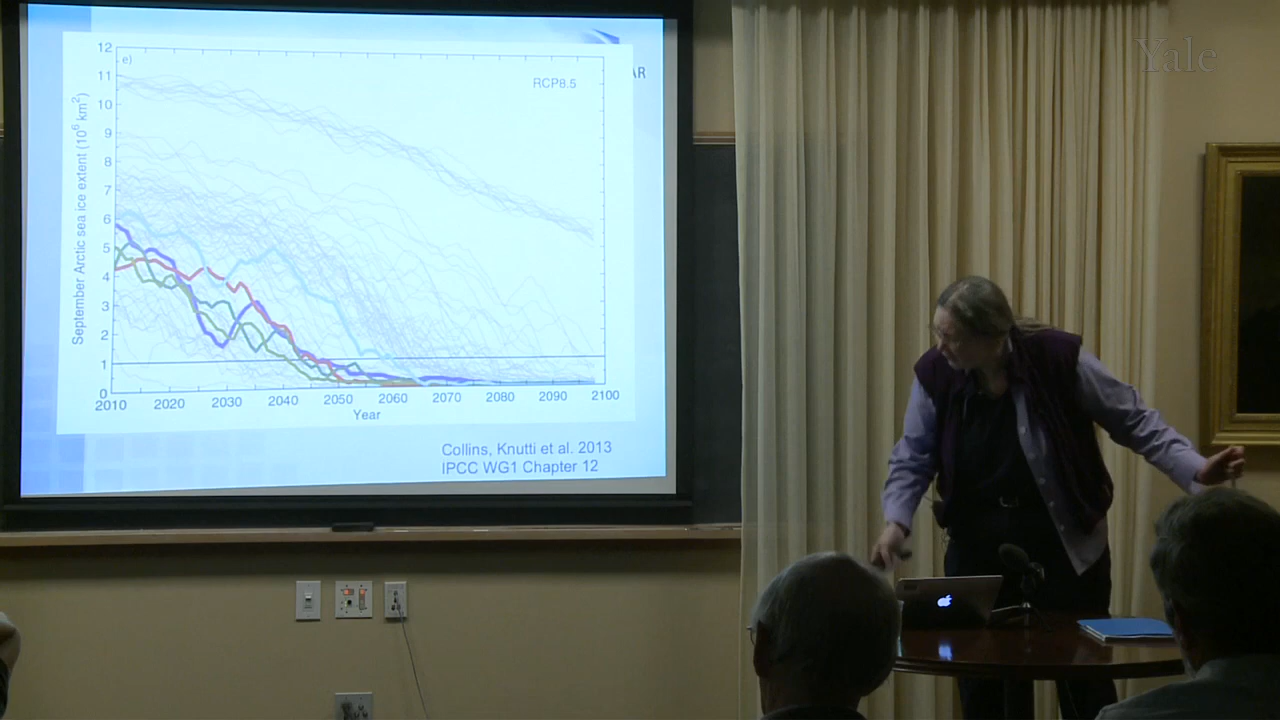 Yale
AR
e)
RCP8.5
12
11
10
9
8
7
6
5
4
3
2
1
0
September Arctic sea ice extent (10⁶ km²)
2010 2020 2030 2040 2050 2060 2070 2080 2090 2100
Year
Collins, Knutti et al. 2013
IPCC WG1 Chapter 12